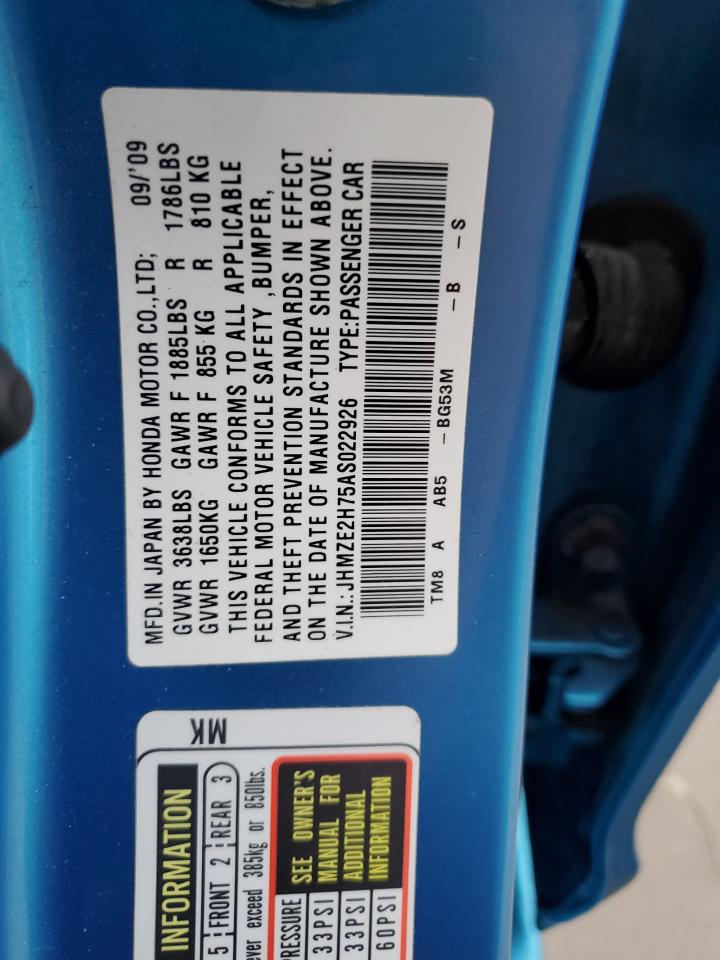 MFD. IN JAPAN BY HONDA MOTOR CO.,LTD; 09/'09
GVWR 3638LBS GAWR F 1885LBS R 1786LBS
GVWR 1650KG GAWR F 855 KG R 810 KG
THIS VEHICLE CONFORMS TO ALL APPLICABLE
FEDERAL MOTOR VEHICLE SAFETY ,BUMPER,
AND THEFT PREVENTION STANDARDS IN EFFECT
ON THE DATE OF MANUFACTURE SHOWN ABOVE.
V.I.N.:JHMZE2H75AS022926 TYPE:PASSENGER CAR
TM8 A AB5 -BG53M -B -S
MK
INFORMATION
5 FRONT 2 REAR 3
exceed 385kg or 850lbs.
PRESSURE
33PSI
33PSI
60PSI
SEE OWNER'S
MANUAL FOR
ADDITIONAL
INFORMATION